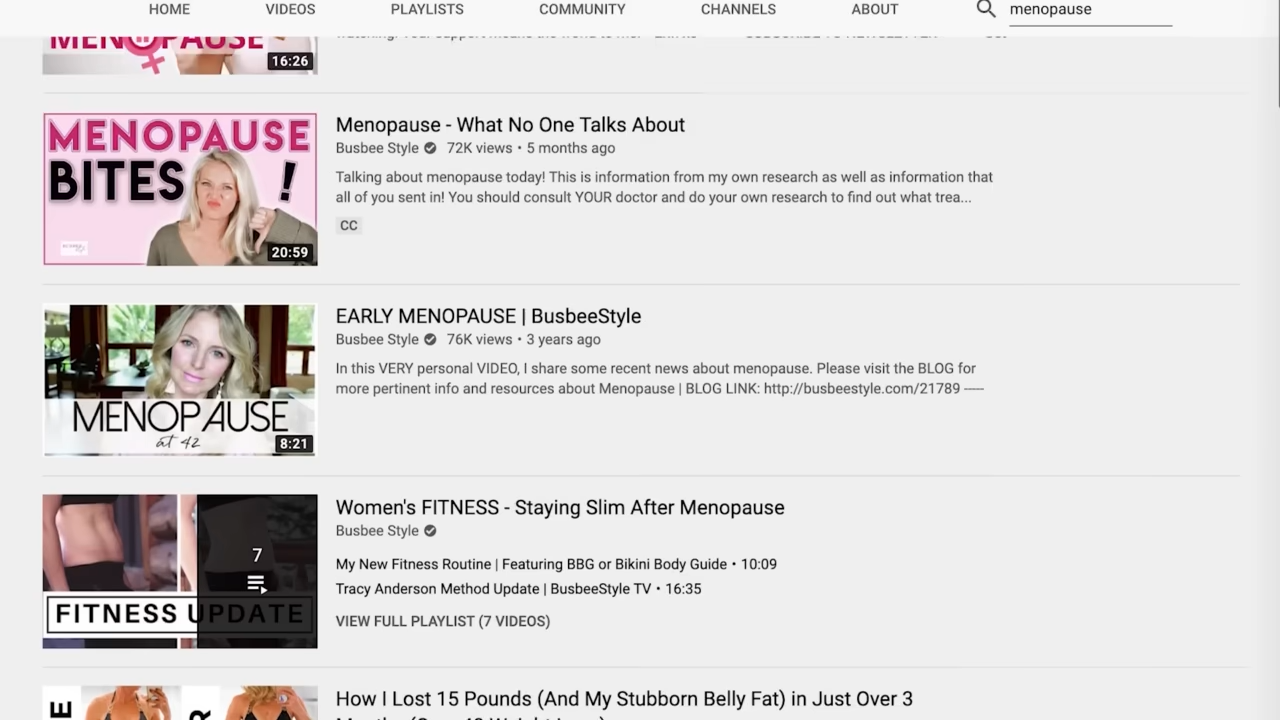 HOME VIDEOS PLAYLISTS COMMUNITY CHANNELS ABOUT menopause
MENOPAUSE
16:26
MENOPAUSE
BITES !
20:59
Menopause - What No One Talks About
Busbee Style 72K views • 5 months ago
Talking about menopause today! This is information from my own research as well as information that
all of you sent in! You should consult YOUR doctor and do your own research to find out what trea...
CC
MENOPAUSE
at 42
8:21
EARLY MENOPAUSE | BusbeeStyle
Busbee Style 76K views • 3 years ago
In this VERY personal VIDEO, I share some recent news about menopause. Please visit the BLOG for
more pertinent info and resources about Menopause | BLOG LINK: http://busbeestyle.com/21789 -----
7
FITNESS UPDATE
Women's FITNESS - Staying Slim After Menopause
Busbee Style
My New Fitness Routine | Featuring BBG or Bikini Body Guide • 10:09
Tracy Anderson Method Update | BusbeeStyle TV • 16:35
VIEW FULL PLAYLIST (7 VIDEOS)
How I Lost 15 Pounds (And My Stubborn Belly Fat) in Just Over 3